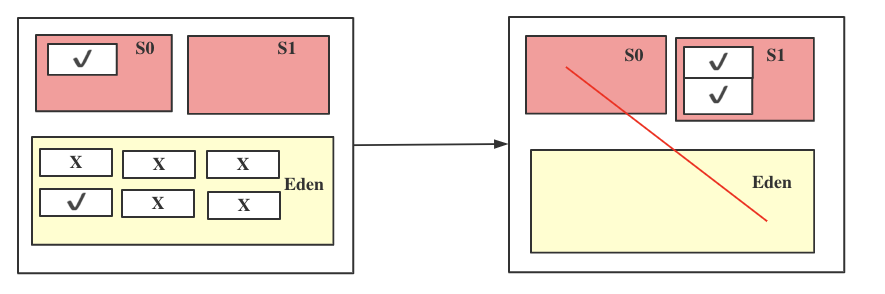 ✓ S0 S1
X X X
Eden
✓ X X
S0 ✓ S1
✓
Eden